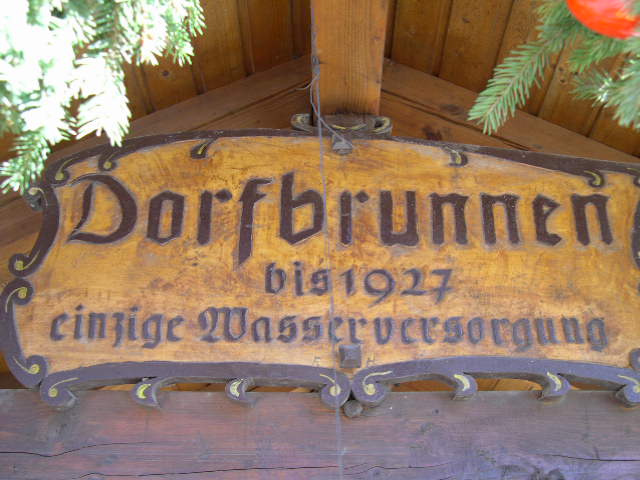 Dorfbrunnen
bis 1927
einzige Wasserversorgung